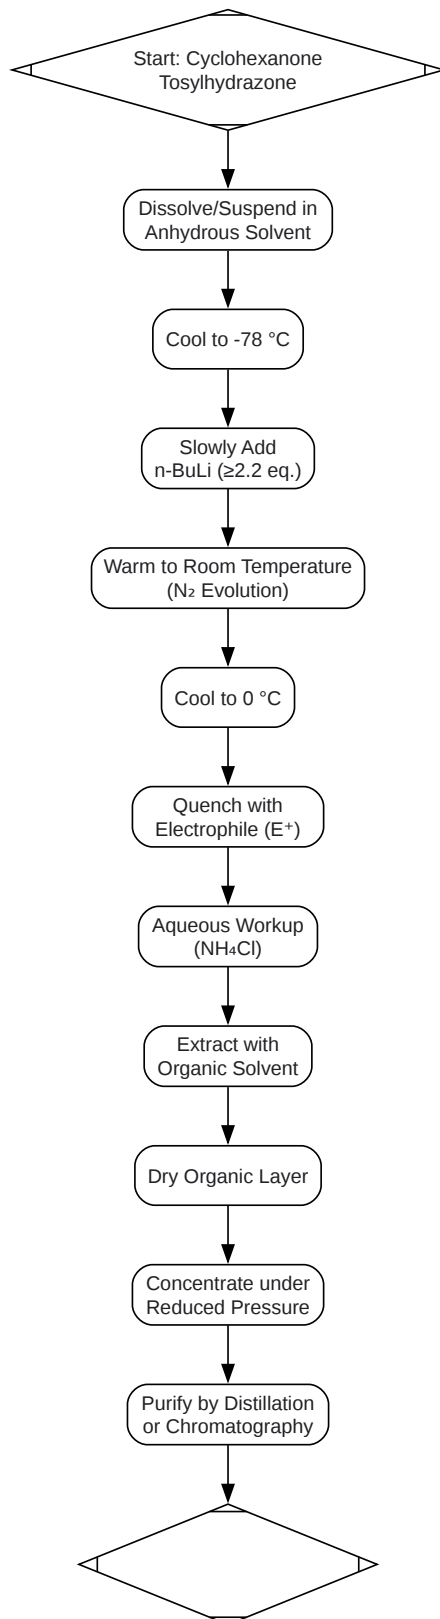 Start: Cyclohexanone
Tosylhydrazone
Dissolve/Suspend in
Anhydrous Solvent
Cool to -78 °C
Slowly Add
n-BuLi (≥2.2 eq.)
Warm to Room Temperature
(N₂ Evolution)
Cool to 0 °C
Quench with
Electrophile (E⁺)
Aqueous Workup
(NH₄Cl)
Extract with
Organic Solvent
Dry Organic Layer
Concentrate under
Reduced Pressure
Purify by Distillation
or Chromatography